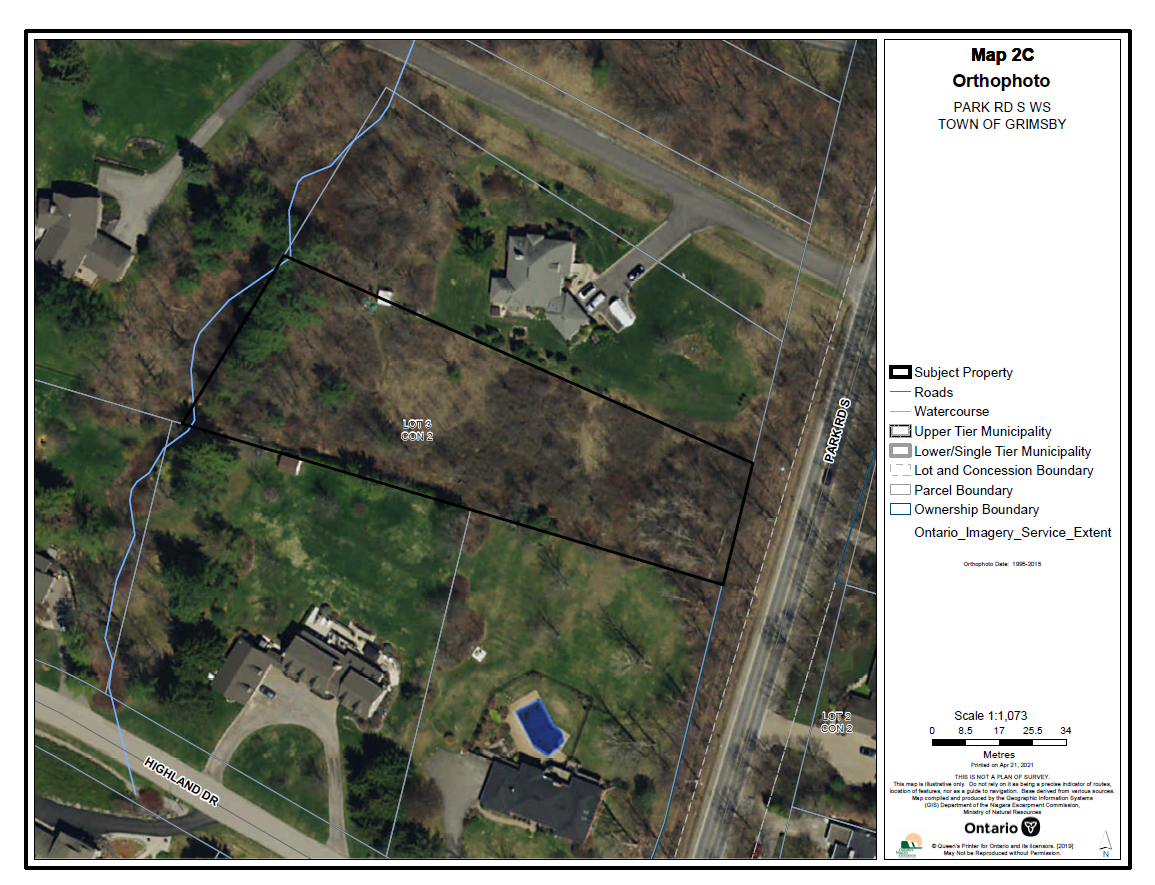 Map 2C
Orthophoto
PARK RD S WS
TOWN OF GRIMSBY
LOT 3
CON 2
PARK RD S
LOT 2
CON 2
HIGHLAND DR
Subject Property
Roads
Watercourse
Upper Tier Municipality
Lower/Single Tier Municipality
Lot and Concession Boundary
Parcel Boundary
Ownership Boundary
Ontario_Imagery_Service_Extent
Orthophoto Date: 1995-2015
Scale 1:1,073
0 8.5 17 25.5 34
Metres
Printed on Apr 21, 2021
THIS IS NOT A PLAN OF SURVEY.
This map is illustrative only. Do not rely on it as being a precise indicator of routes,
location of features, nor as a guide to navigation. Base derived from various sources.
Map compiled and produced by the Geographic Information Systems
(GIS) Department of the Niagara Escarpment Commission,
Ministry of Natural Resources
Ontario
© Queen's Printer for Ontario and its licensors. [2019]
May Not be Reproduced without Permission.
N